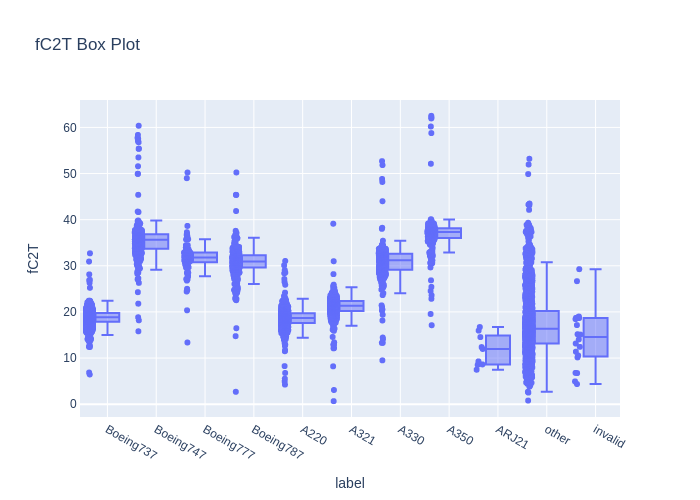 fC2T Box Plot
fC2T
60
50
40
30
20
10
0
Boeing737
Boeing747
Boeing777
Boeing787
A220
A321
A330
A350
ARJ21
other
invalid
label